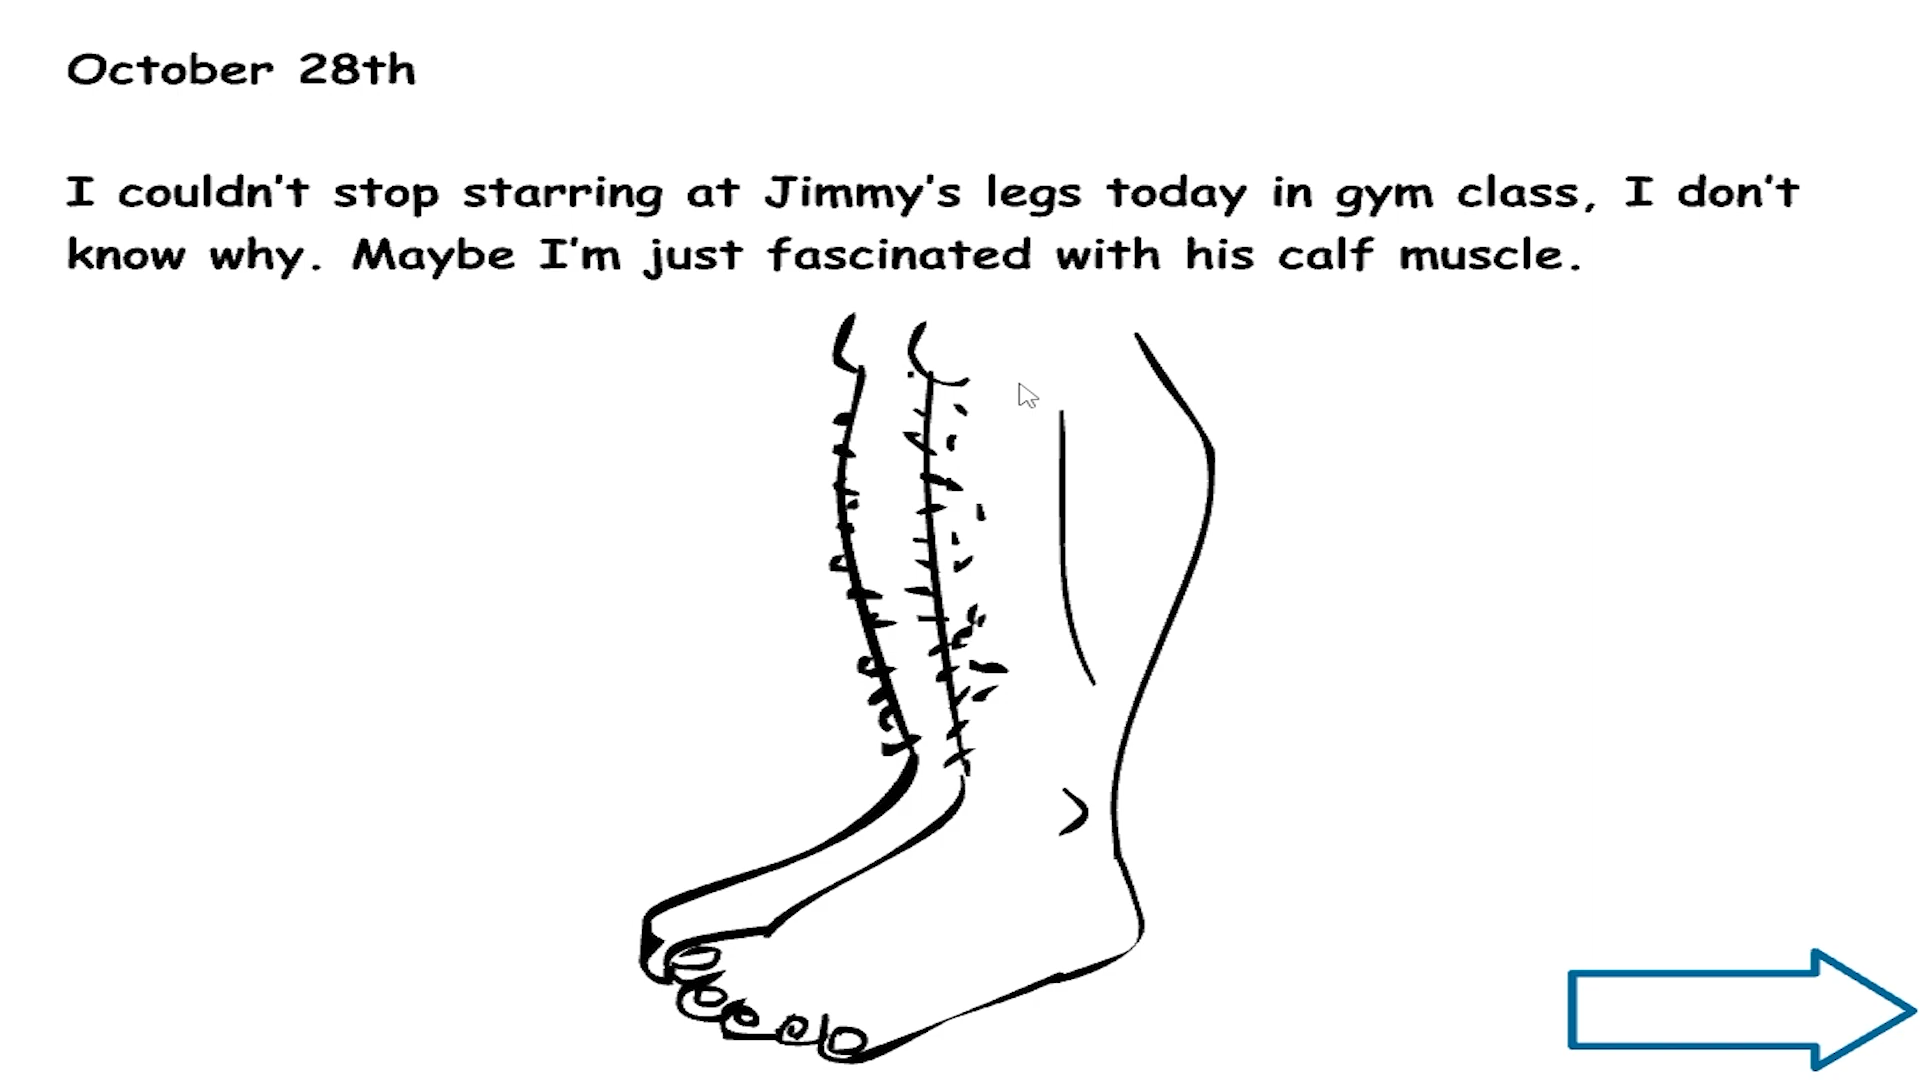 October 28th
I couldn't stop starring at Jimmy's legs today in gym class, I don't
know why. Maybe I'm just fascinated with his calf muscle.